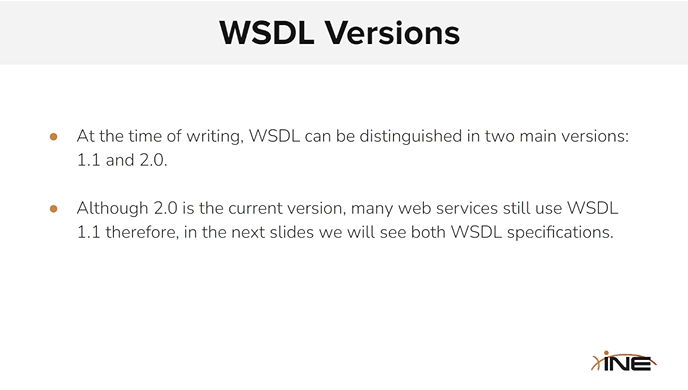 WSDL Versions
● At the time of writing, WSDL can be distinguished in two main versions:
1.1 and 2.0.
● Although 2.0 is the current version, many web services still use WSDL
1.1 therefore, in the next slides we will see both WSDL specifications.
INE